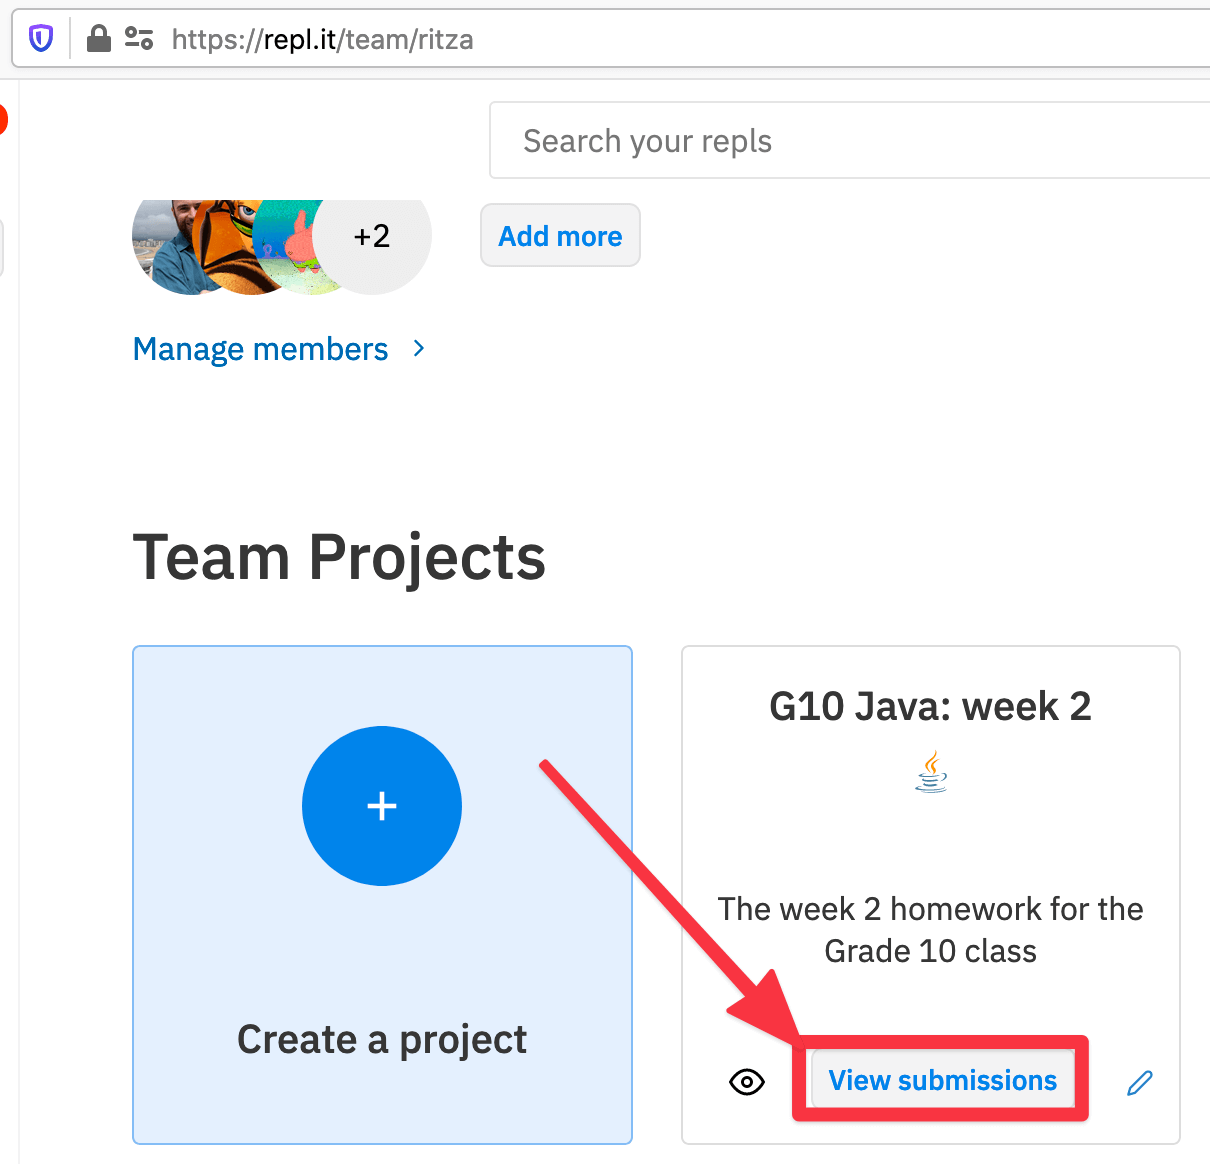 https://repl.it/team/ritza
Search your repls
+2
Add more
Manage members
Team Projects
+
Create a project
G10 Java: week 2
The week 2 homework for the
Grade 10 class
View submissions